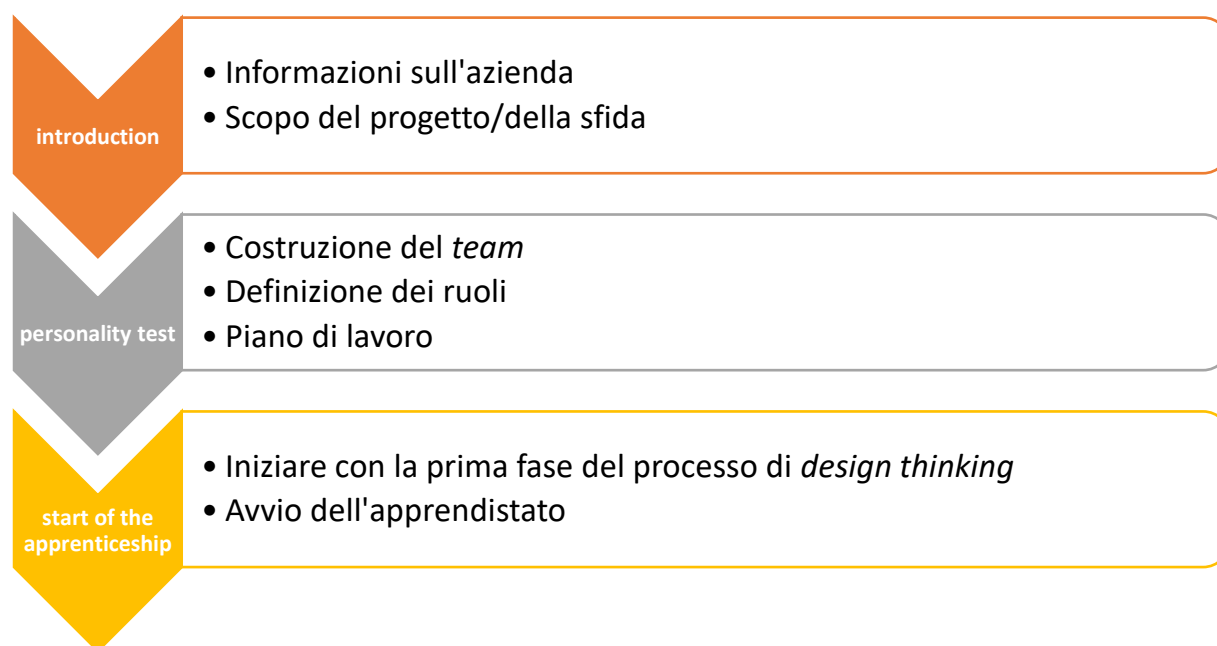 introduction
• Informazioni sull'azienda
• Scopo del progetto/della sfida
personality test
• Costruzione del team
• Definizione dei ruoli
• Piano di lavoro
start of the
apprenticeship
• Iniziare con la prima fase del processo di design thinking
• Avvio dell'apprendistato